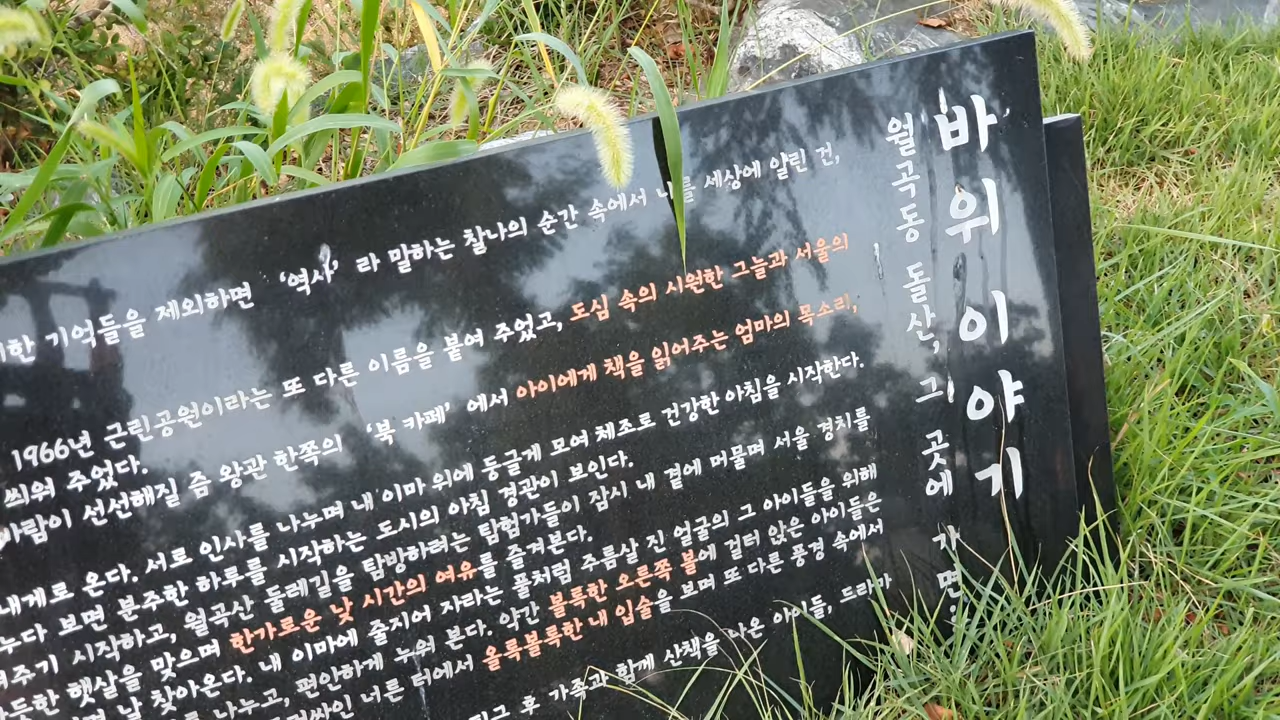 바위 이야기
월곡동 돌산, 그 곳에 가면..
기억들을 제외하면 '역사' 라 말하는 찰나의 순간 속에서 나를 세상에 알린 건,
1966년 근린공원이라는 또 다른 이름을 붙여 주었고, 도심 속의 시원한 그늘과 서울의
씌워 주었다.
바람이 선선해질 즘 왕관 한쪽의 '북 카페' 에서 아이에게 책을 읽어주는 엄마의 목소리,
내게로 온다. 서로 인사를 나누며 내 이마 위에 둥글게 모여 체조로 건강한 아침을 시작한다.
보면 분주한 하루를 시작하는 도시의 아침 경관이 보인다.
시작하고, 월곡산 둘레길을 탐방하려는 탐험가들이 잠시 내 곁에 머물며 서울 경치를
햇살을 맞으며 한가로운 낮 시간의 여유를 즐겨본다.
날 찾아온다. 내 이마에 줄지어 자라는 풀처럼 주름살 진 얼굴의 그 아이들을 위해
나누고, 편안하게 누워 본다. 약간 볼록한 오른쪽 볼에 걸터 앉은 아이들은
너른 터에서 올록볼록한 내 입술을 보며 또 다른 풍경 속에서
후 가족과 함께 산책을 나온 아이들, 드라마